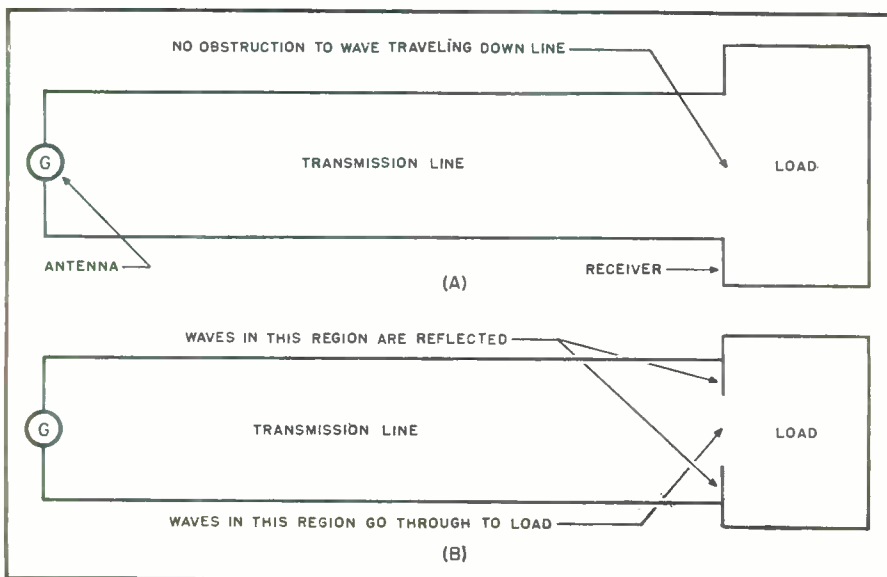 NO OBSTRUCTION TO WAVE TRAVELING DOWN LINE
G
TRANSMISSION LINE
LOAD
ANTENNA
RECEIVER
(A)
WAVES IN THIS REGION ARE REFLECTED
G
TRANSMISSION LINE
LOAD
WAVES IN THIS REGION GO THROUGH TO LOAD
(B)